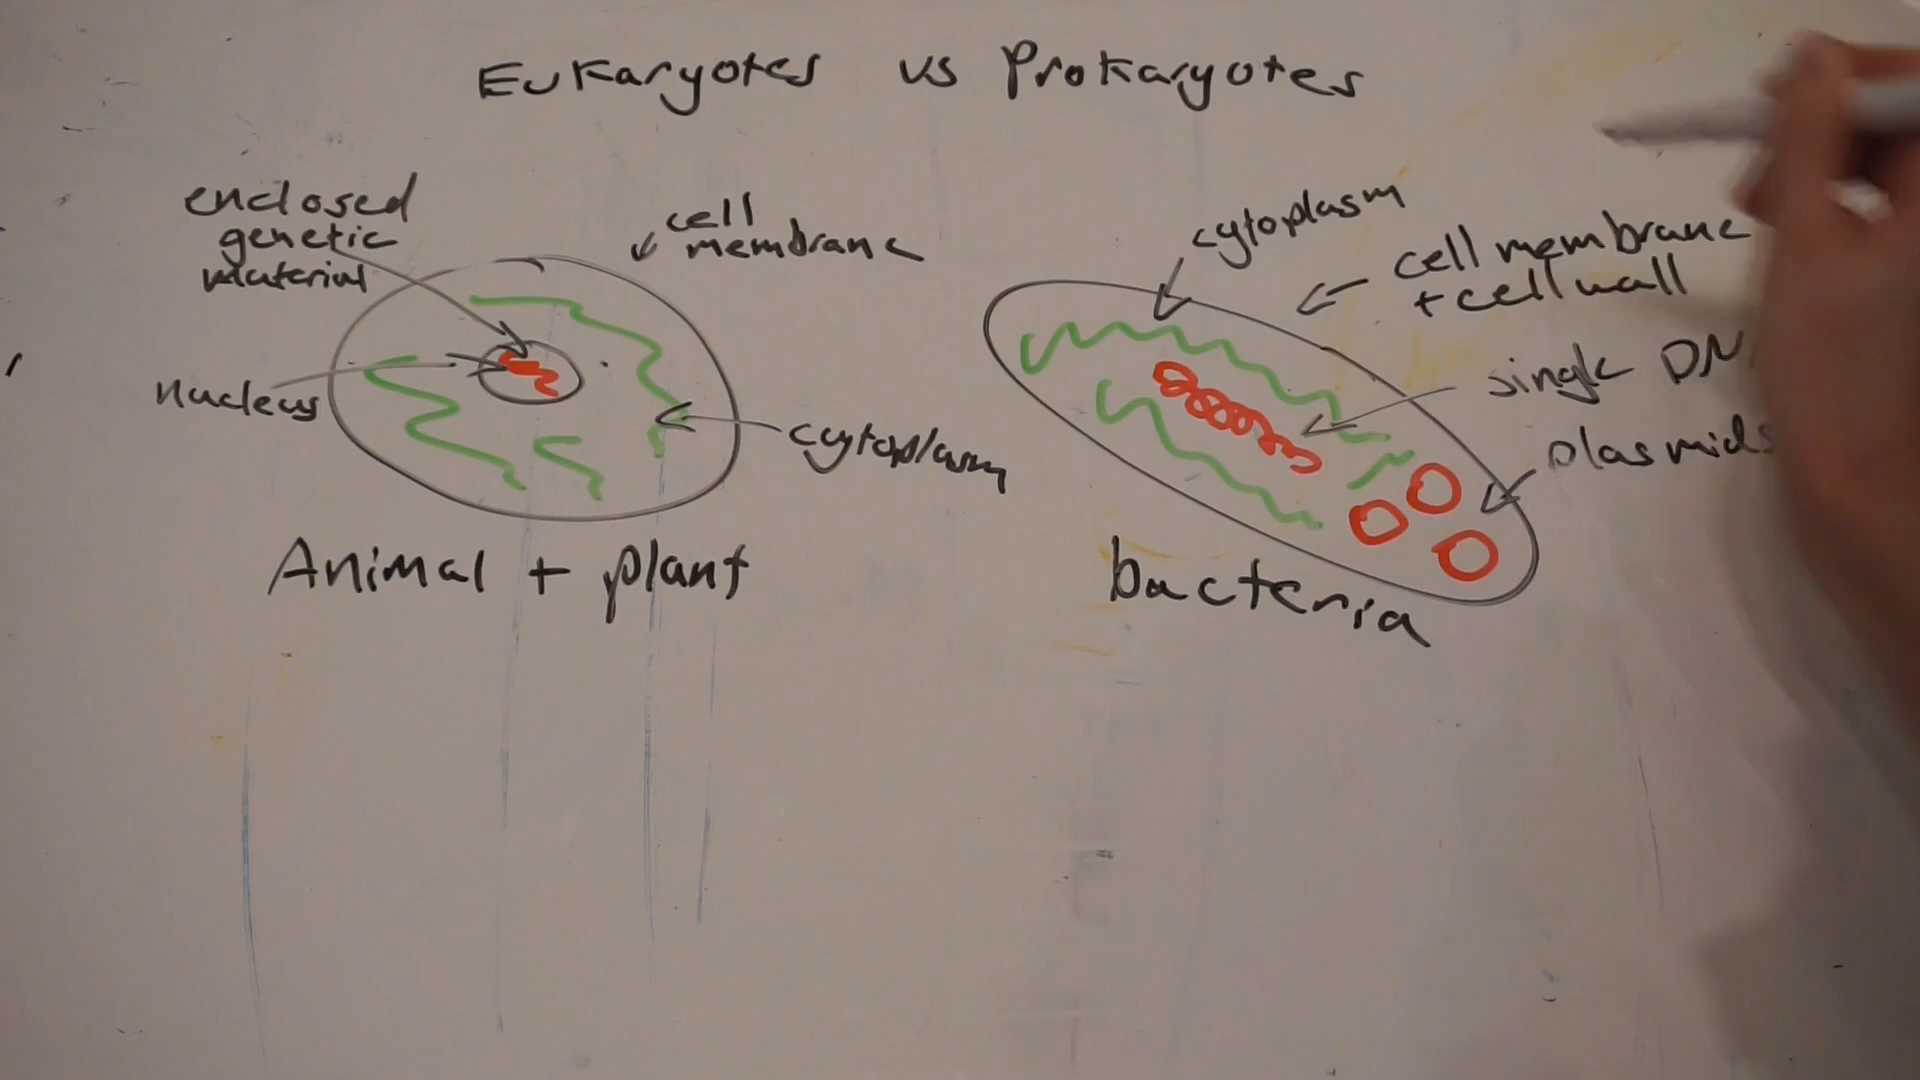 Eukaryotes vs Prokaryotes
enclosed
genetic
material
cell
membrane
nucleus
cytoplasm
Animal + plant
cytoplasm
cell membrane
+ cell wall
single DN
plasmids
bacteria